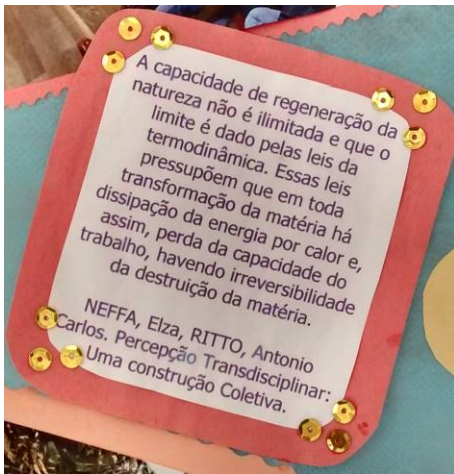 A capacidade de regeneração da
natureza não é ilimitada e que o
limite é dado pelas leis da
termodinâmica. Essas leis
pressupõem que em toda
transformação da matéria há
dissipação da energia por calor e,
assim, perda da capacidade do
trabalho, havendo irreversibilidade
da destruição da matéria.
NEFFA, Elza, RITTO, Antonio
Carlos. Percepção Transdisciplinar:
Uma construção Coletiva.